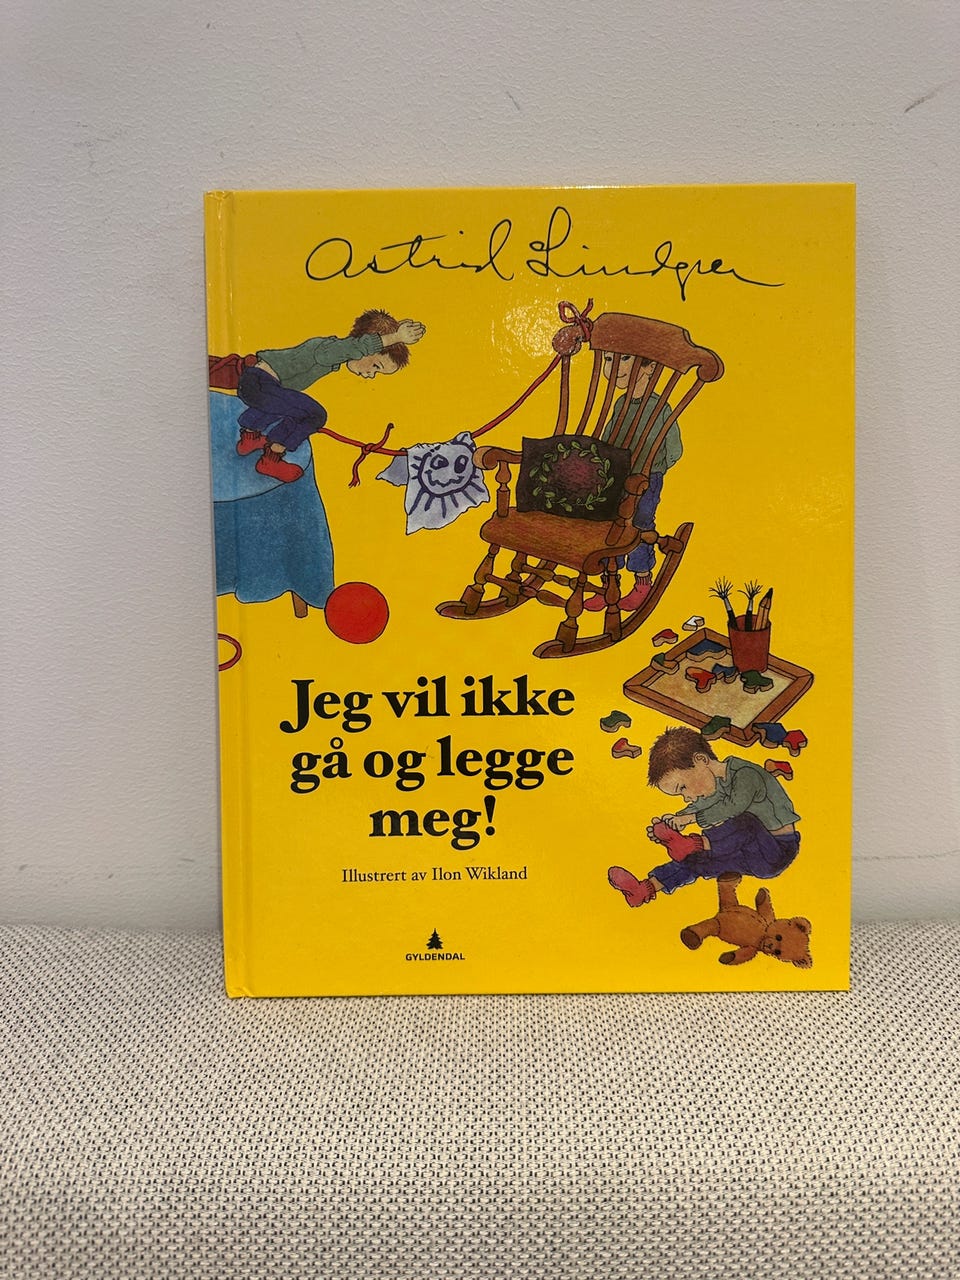 Astrid Lindgren
Jeg vil ikke
gå og legge
meg!
Illustrert av Ilon Wikland
GYLDENDAL